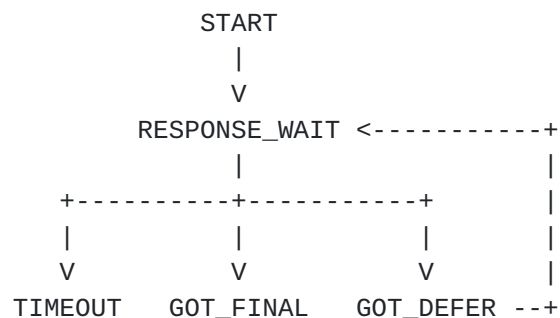 START
|
V
RESPONSE_WAIT <-----------+
| |
+----------+-----------+ |
| | | |
V V V |
TIMEOUT GOT_FINAL GOT_DEFER --+